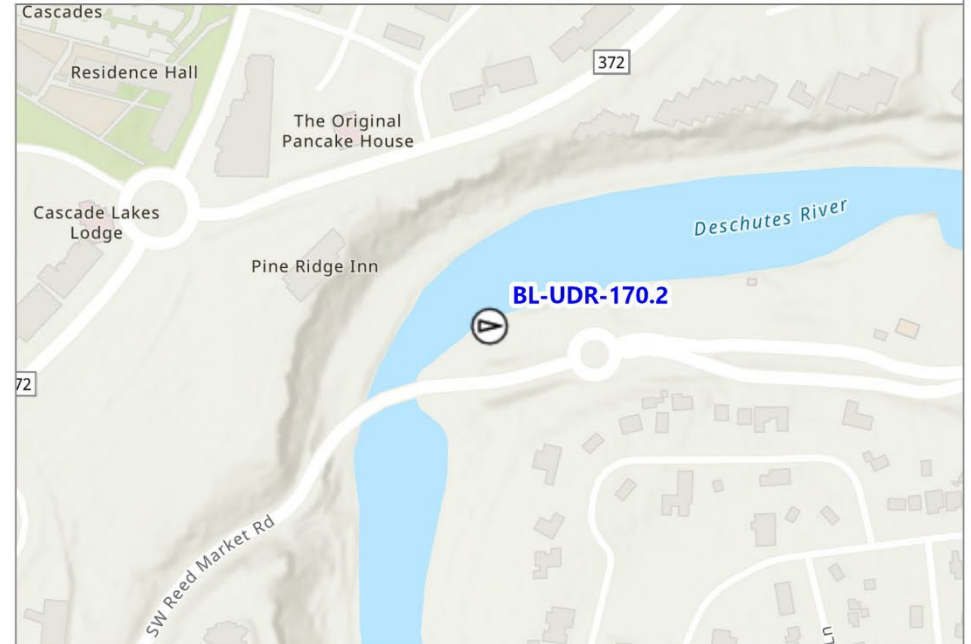 Cascades
Residence Hall
372
The Original
Pancake House
Cascade Lakes
Lodge
Deschutes River
Pine Ridge Inn
BL-UDR-170.2
72
SW Reed Market Rd
Ln